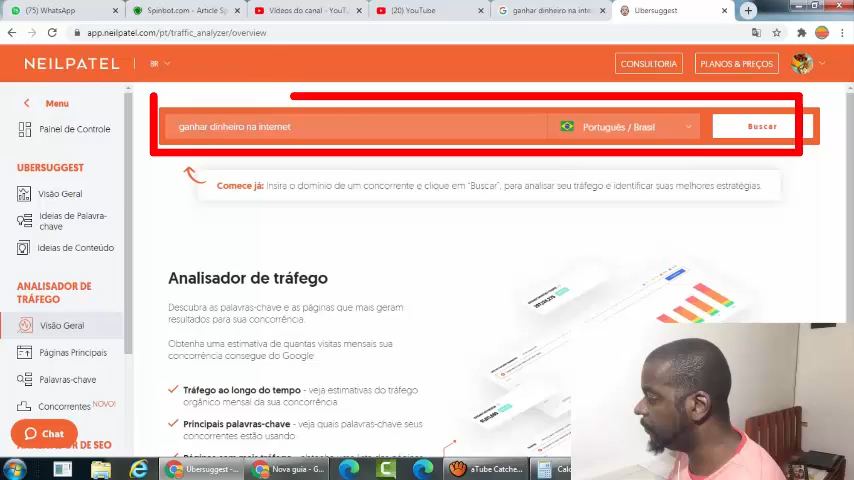 (75) WhatsApp
Spinbot.com - Article Sp
Vídeos do canal - YouTu
(20) YouTube
ganhar dinheiro na intern
Ubersuggest
app.neilpatel.com/pt/traffic_analyzer/overview
NEILPATEL
BR
CONSULTORIA
PLANOS & PREÇOS
Menu
Painel de Controle
UBERSUGGEST
Visão Geral
Ideias de Palavra-
chave
Ideias de Conteúdo
ANALISADOR DE
TRÁFEGO
Visão Geral
Páginas Principais
Palavras-chave
Concorrentes NOVO!
Chat
ganhar dinheiro na internet
Português / Brasil
Buscar
Comece já: Insira o domínio de um concorrente e clique em "Buscar", para analisar seu tráfego e identificar suas melhores estratégias.
Analisador de tráfego
Descubra as palavras-chave e as páginas que mais geram
resultados para sua concorrência.
Obtenha uma estimativa de quantas visitas mensais sua
concorrência consegue do Google
Tráfego ao longo do tempo - veja estimativas do tráfego
orgânico mensal da sua concorrência
Principais palavras-chave - veja quais palavras-chave seus
concorrentes estão usando
Ubersuggest -...
Nova guia - G...
aTube Catche...
Calc